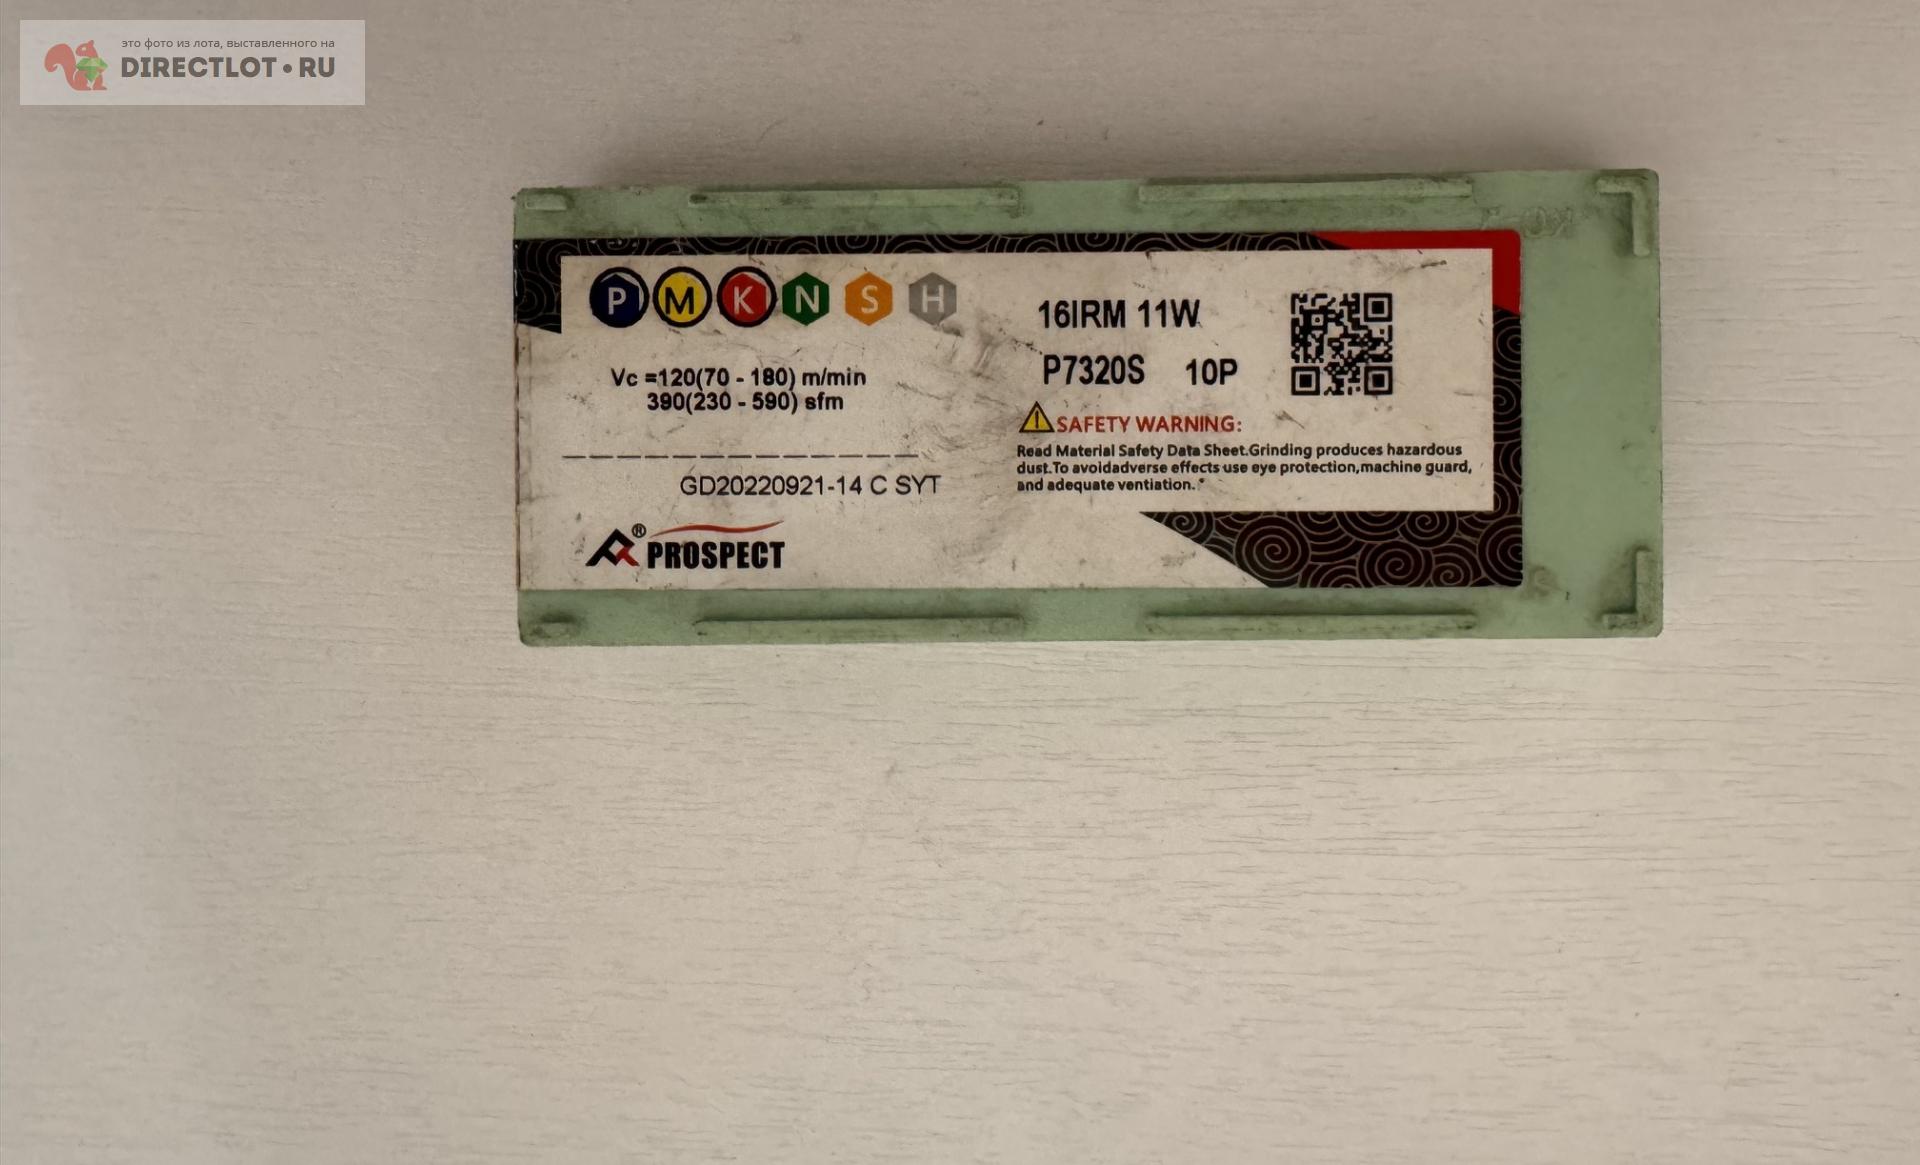 это фото из лота, выставленного на
DIRECTLOT•RU
P M K N S H
Vc =120(70 - 180) m/min
390(230 - 590) sfm
GD20220921-14 C SYT
PROSPECT®
16IRM 11W
P7320S 10P
SAFETY WARNING:
Read Material Safety Data Sheet.Grinding produces hazardous
dust.To avoidadverse effects use eye protection,machine guard,
and adequate ventiation.